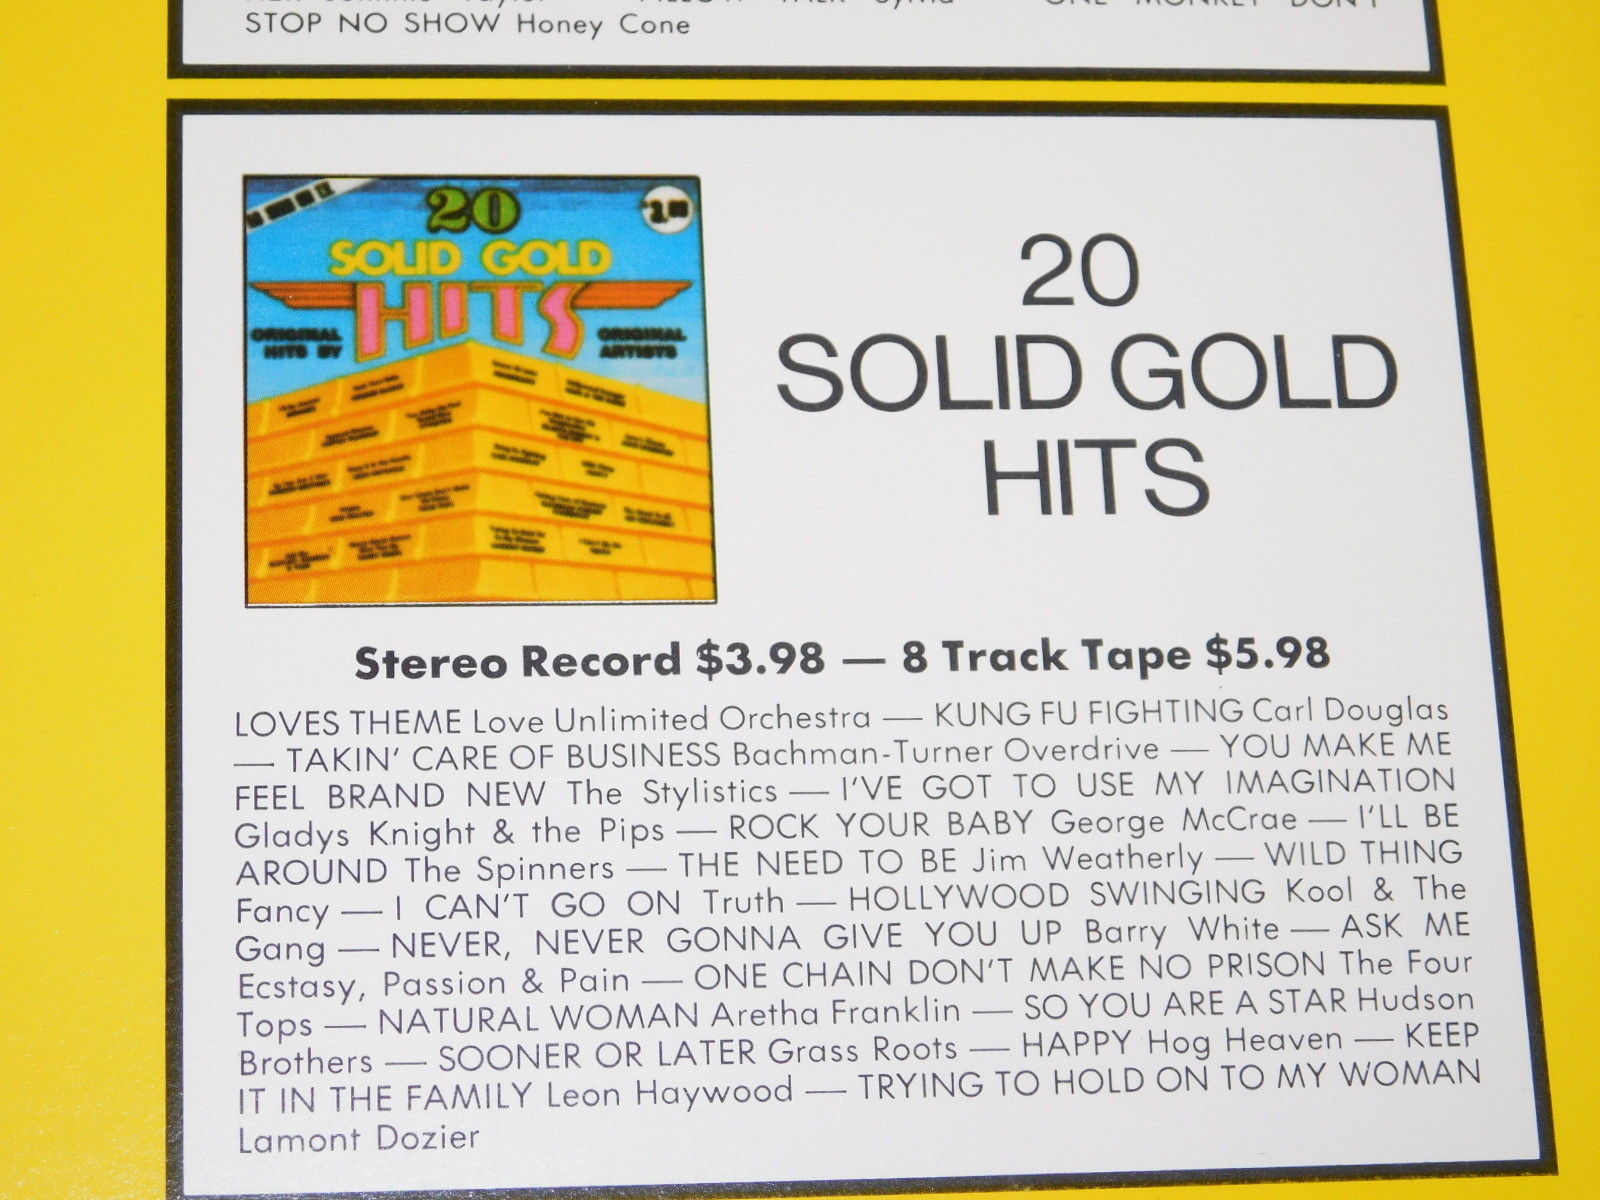 STOP NO SHOW Honey Cone
20
SOLID GOLD
HITS
ORIGINAL
HITS BY
ORIGINAL
ARTISTS
20
SOLID GOLD
HITS
Stereo Record $3.98 — 8 Track Tape $5.98
LOVES THEME Love Unlimited Orchestra — KUNG FU FIGHTING Carl Douglas
— TAKIN' CARE OF BUSINESS Bachman-Turner Overdrive — YOU MAKE ME
FEEL BRAND NEW The Stylistics — I'VE GOT TO USE MY IMAGINATION
Gladys Knight & the Pips — ROCK YOUR BABY George McCrae — I'LL BE
AROUND The Spinners — THE NEED TO BE Jim Weatherly — WILD THING
Fancy — I CAN'T GO ON Truth — HOLLYWOOD SWINGING Kool & The
Gang — NEVER, NEVER GONNA GIVE YOU UP Barry White — ASK ME
Ecstasy, Passion & Pain — ONE CHAIN DON'T MAKE NO PRISON The Four
Tops — NATURAL WOMAN Aretha Franklin — SO YOU ARE A STAR Hudson
Brothers — SOONER OR LATER Grass Roots — HAPPY Hog Heaven — KEEP
IT IN THE FAMILY Leon Haywood — TRYING TO HOLD ON TO MY WOMAN
Lamont Dozier